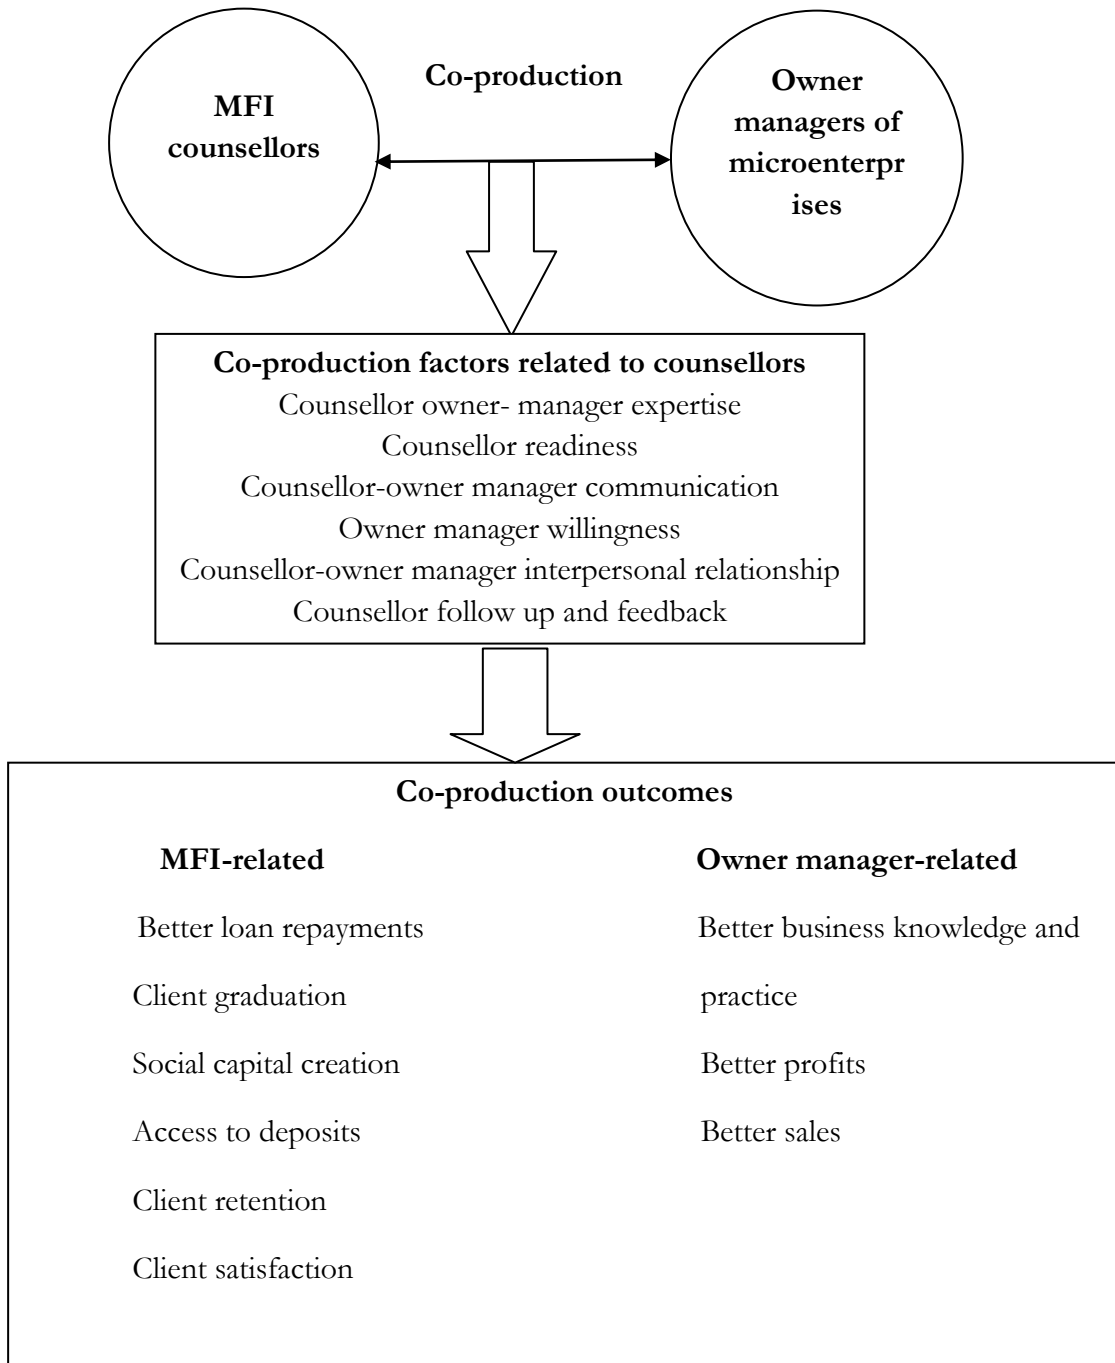 MFI
counsellors
Co-production
Owner
managers of
microenterpr
ises
Co-production factors related to counsellors
Counsellor owner- manager expertise
Counsellor readiness
Counsellor-owner manager communication
Owner manager willingness
Counsellor-owner manager interpersonal relationship
Counsellor follow up and feedback
Co-production outcomes
MFI-related
Better loan repayments
Client graduation
Social capital creation
Access to deposits
Client retention
Client satisfaction
Owner manager-related
Better business knowledge and
practice
Better profits
Better sales